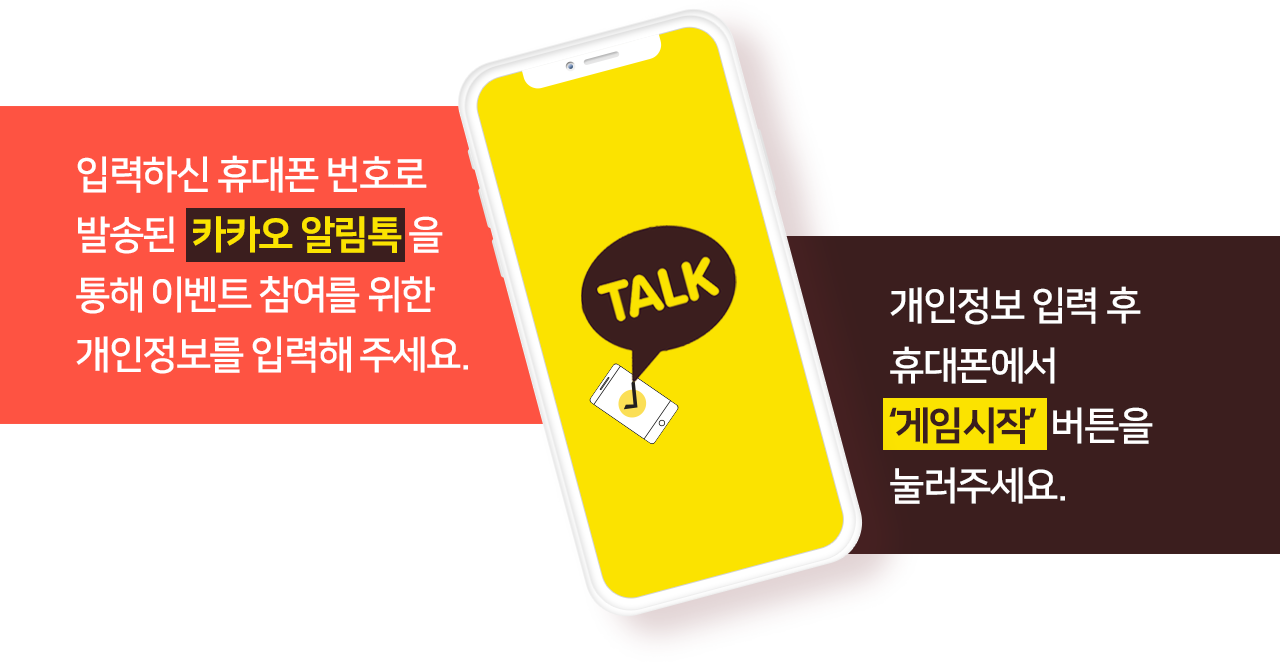 입력하신 휴대폰 번호로
발송된 카카오 알림톡을
통해 이벤트 참여를 위한
개인정보를 입력해 주세요.
TALK
개인정보 입력 후
휴대폰에서
‘게임시작’ 버튼을
눌러주세요.